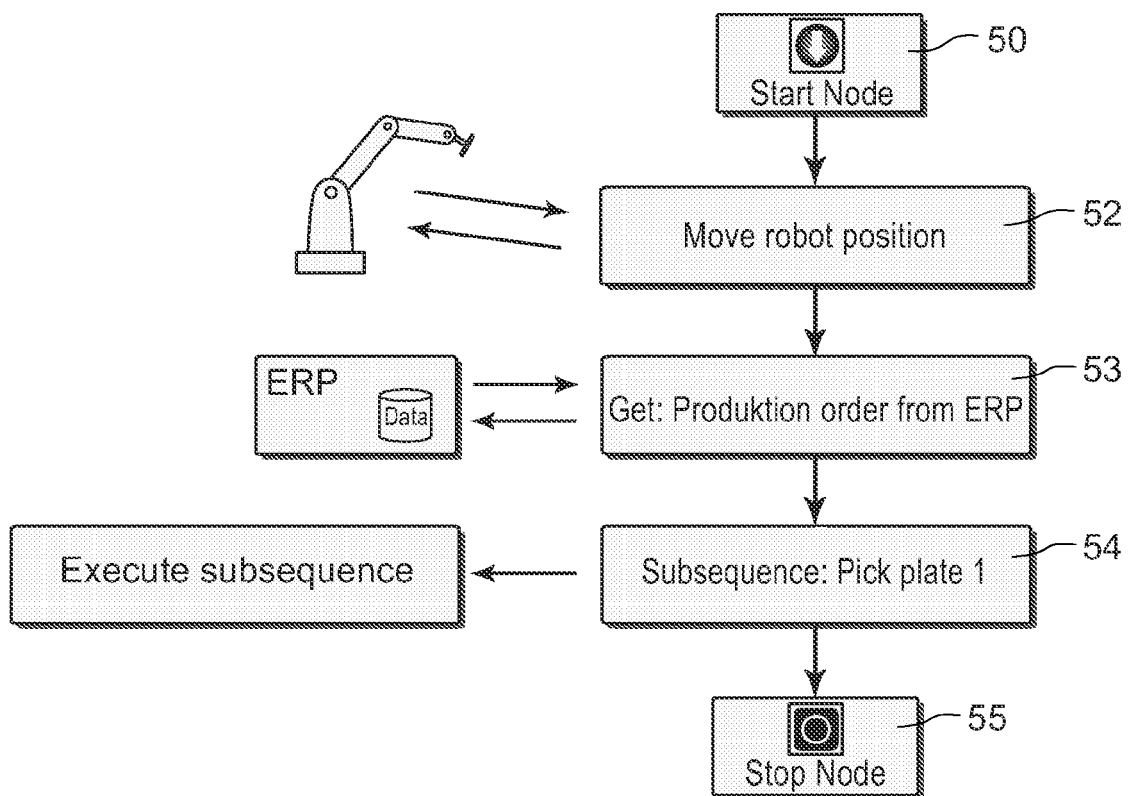 50
Start Node
52
Move robot position
53
ERP
Data
Get: Produktion order from ERP
54
Execute subsequence
Subsequence: Pick plate 1
55
Stop Node